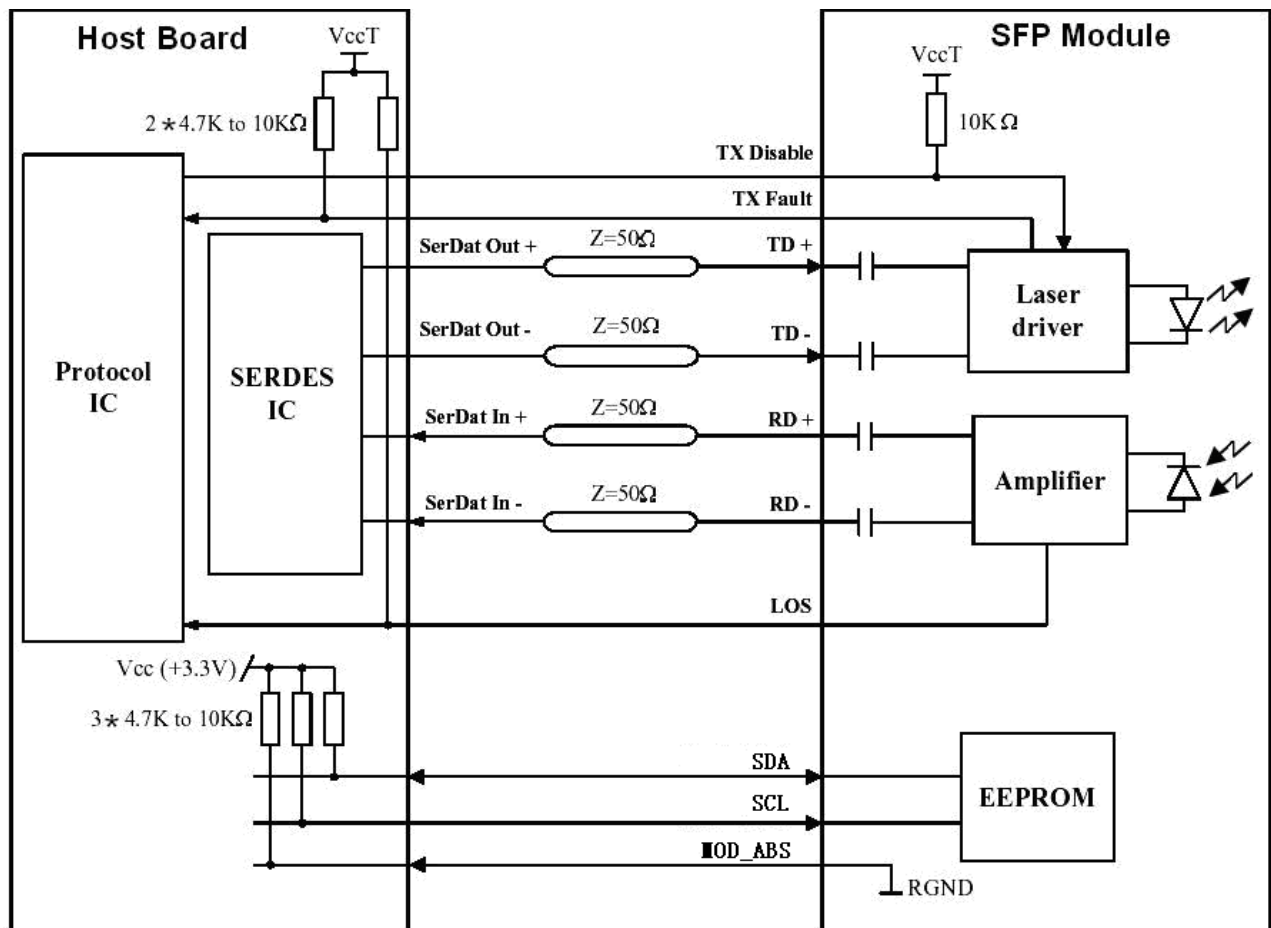 Host Board
SFP Module
VccT
VccT
2*4.7K to 10KΩ
10KΩ
TX Disable
TX Fault
SerDat Out +
Z=50Ω
TD +
Laser
driver
SerDat Out -
Z=50Ω
TD -
Protocol
IC
SERDES
IC
SerDat In +
Z=50Ω
RD +
Amplifier
SerDat In -
Z=50Ω
RD -
LOS
Vcc (+3.3V)
3*4.7K to 10KΩ
SDA
EEPROM
SCL
MOD_ABS
RGND